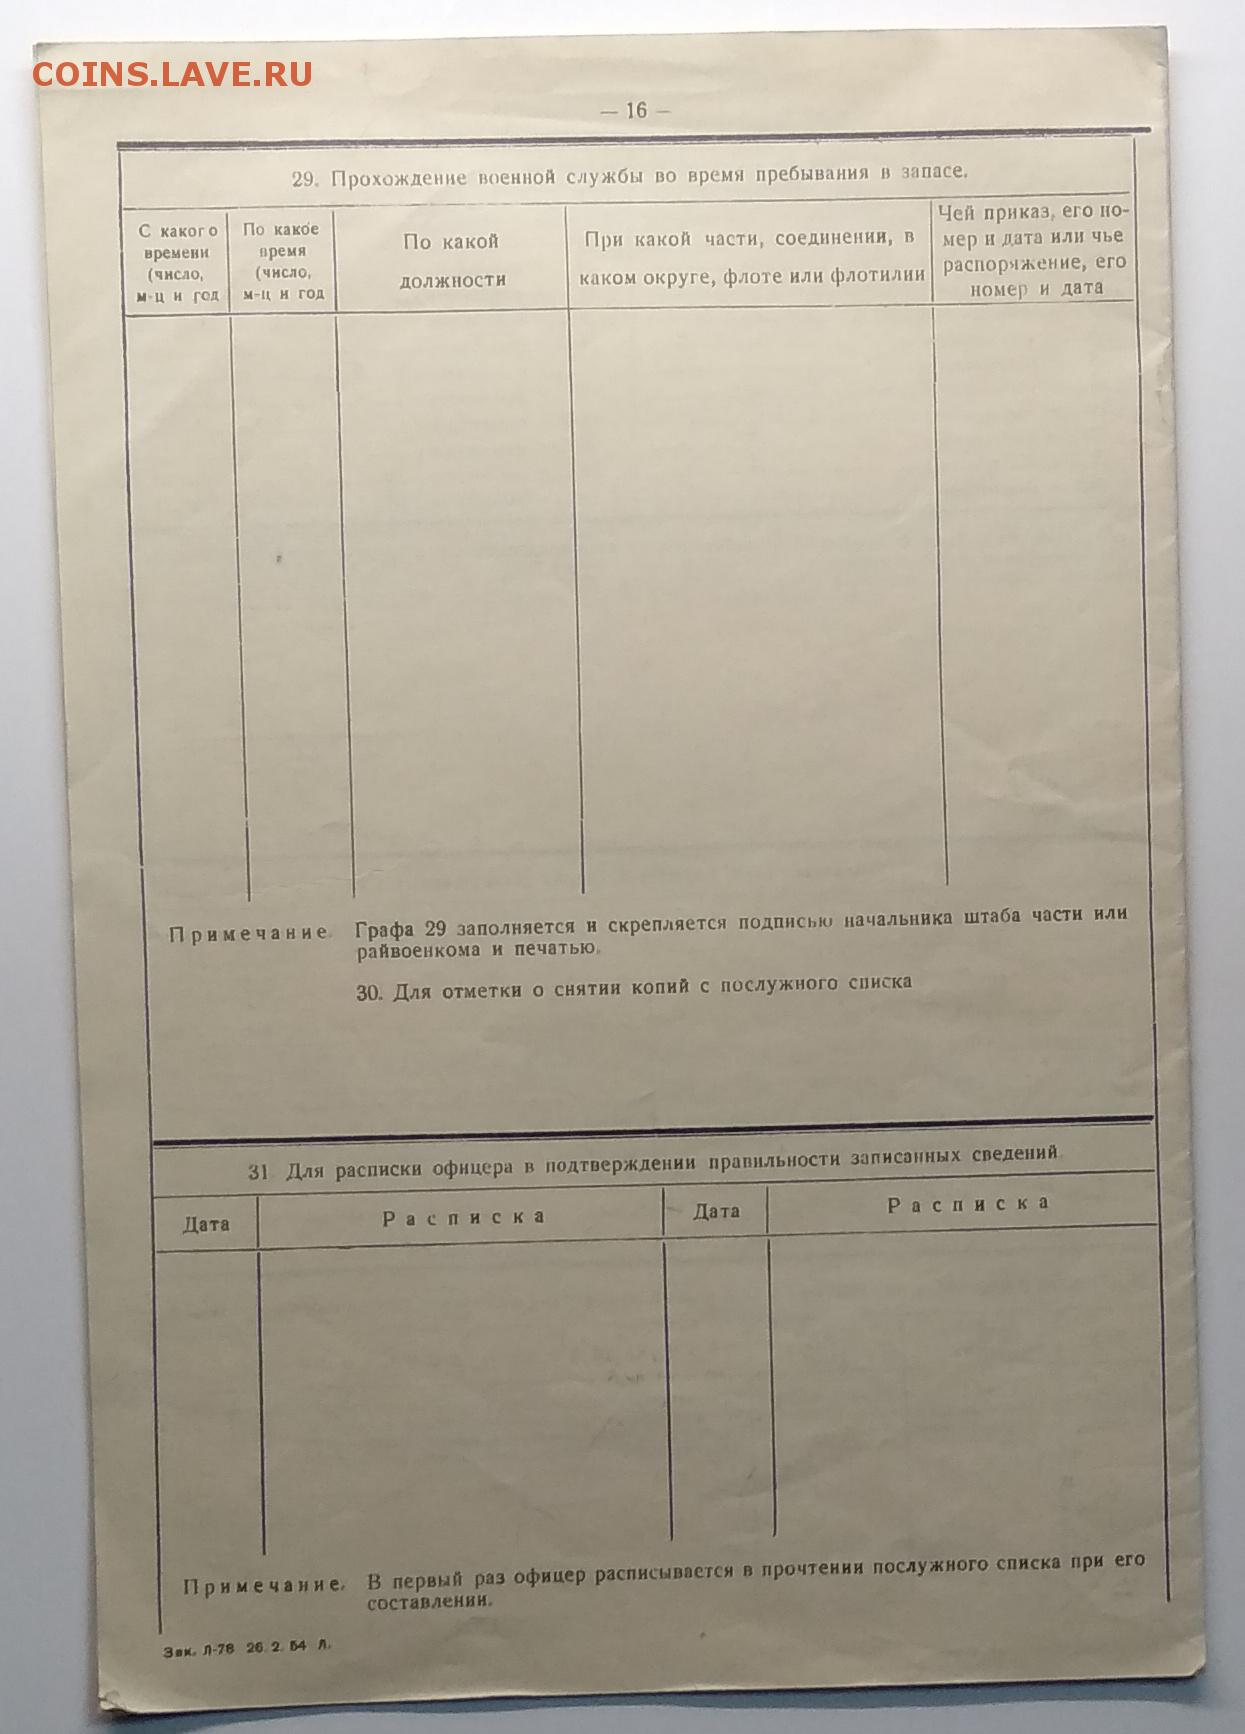 COINS.LAVE.RU
— 16 —
29. Прохождение военной службы во время пребывания в запасе.
С какого
времени
(число,
м-ц и год
По какое
время
(число,
м-ц и год
По какой
должности
При какой части, соединении, в
каком округе, флоте или флотилии
Чей приказ, его но-
мер и дата или чье
распоряжение, его
номер и дата
Примечание. Графа 29 заполняется и скрепляется подписью начальника штаба части или
райвоенкома и печатью.
30. Для отметки о снятии копий с послужного списка
31 Для расписки офицера в подтверждении правильности записанных сведений
Дата
Расписка
Дата
Расписка
Примечание. В первый раз офицер расписывается в прочтении послужного списка при его
составлении.
Зак. Л-78 26 2. 54 Л.